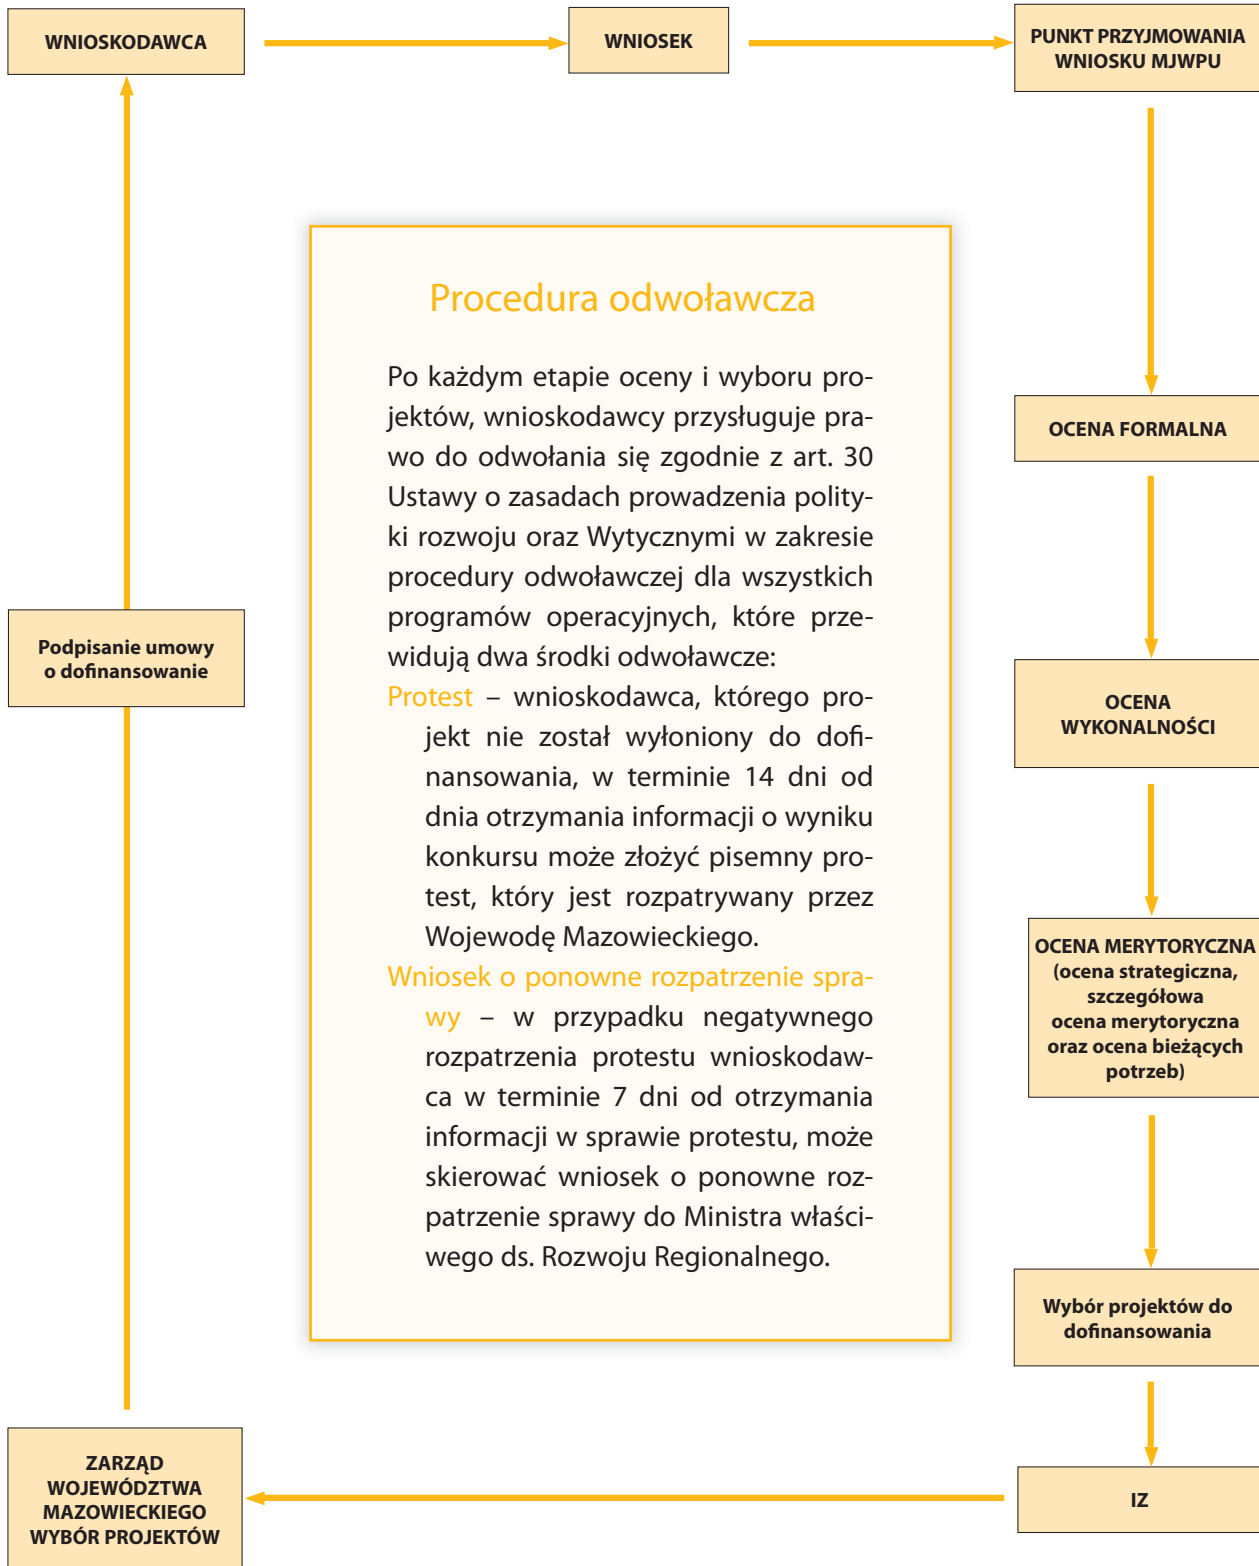 WNIOSKODAWCA
WNIOSEK
PUNKT PRZYJMOWANIA
WNIOSKU MJWPU
Procedura odwoławcza
Po każdym etapie oceny i wyboru pro-
jektów, wnioskodawcy przysługuje pra-
wo do odwołania się zgodnie z art. 30
Ustawy o zasadach prowadzenia polity-
ki rozwoju oraz Wytycznymi w zakresie
procedury odwoławczej dla wszystkich
programów operacyjnych, które prze-
widują dwa środki odwoławcze:
Protest – wnioskodawca, którego pro-
jekt nie został wyłoniony do dofi-
nansowania, w terminie 14 dni od
dnia otrzymania informacji o wyniku
konkursu może złożyć pisemny pro-
test, który jest rozpatrywany przez
Wojewodę Mazowieckiego.
Wniosek o ponowne rozpatrzenie spra-
wy – w przypadku negatywnego
rozpatrzenia protestu wnioskodaw-
ca w terminie 7 dni od otrzymania
informacji w sprawie protestu, może
skierować wniosek o ponowne roz-
patrzenie sprawy do Ministra właści-
wego ds. Rozwoju Regionalnego.
OCENA FORMALNA
OCENA
WYKONALNOŚCI
OCENA MERYTORYCZNA
(ocena strategiczna,
szczegółowa
ocena merytoryczna
oraz ocena bieżących
potrzeb)
Wybór projektów do
dofinansowania
IZ
ZARZĄD
WOJEWÓDZTWA
MAZOWIECKIEGO
WYBÓR PROJEKTÓW
Podpisanie umowy
o dofinansowanie